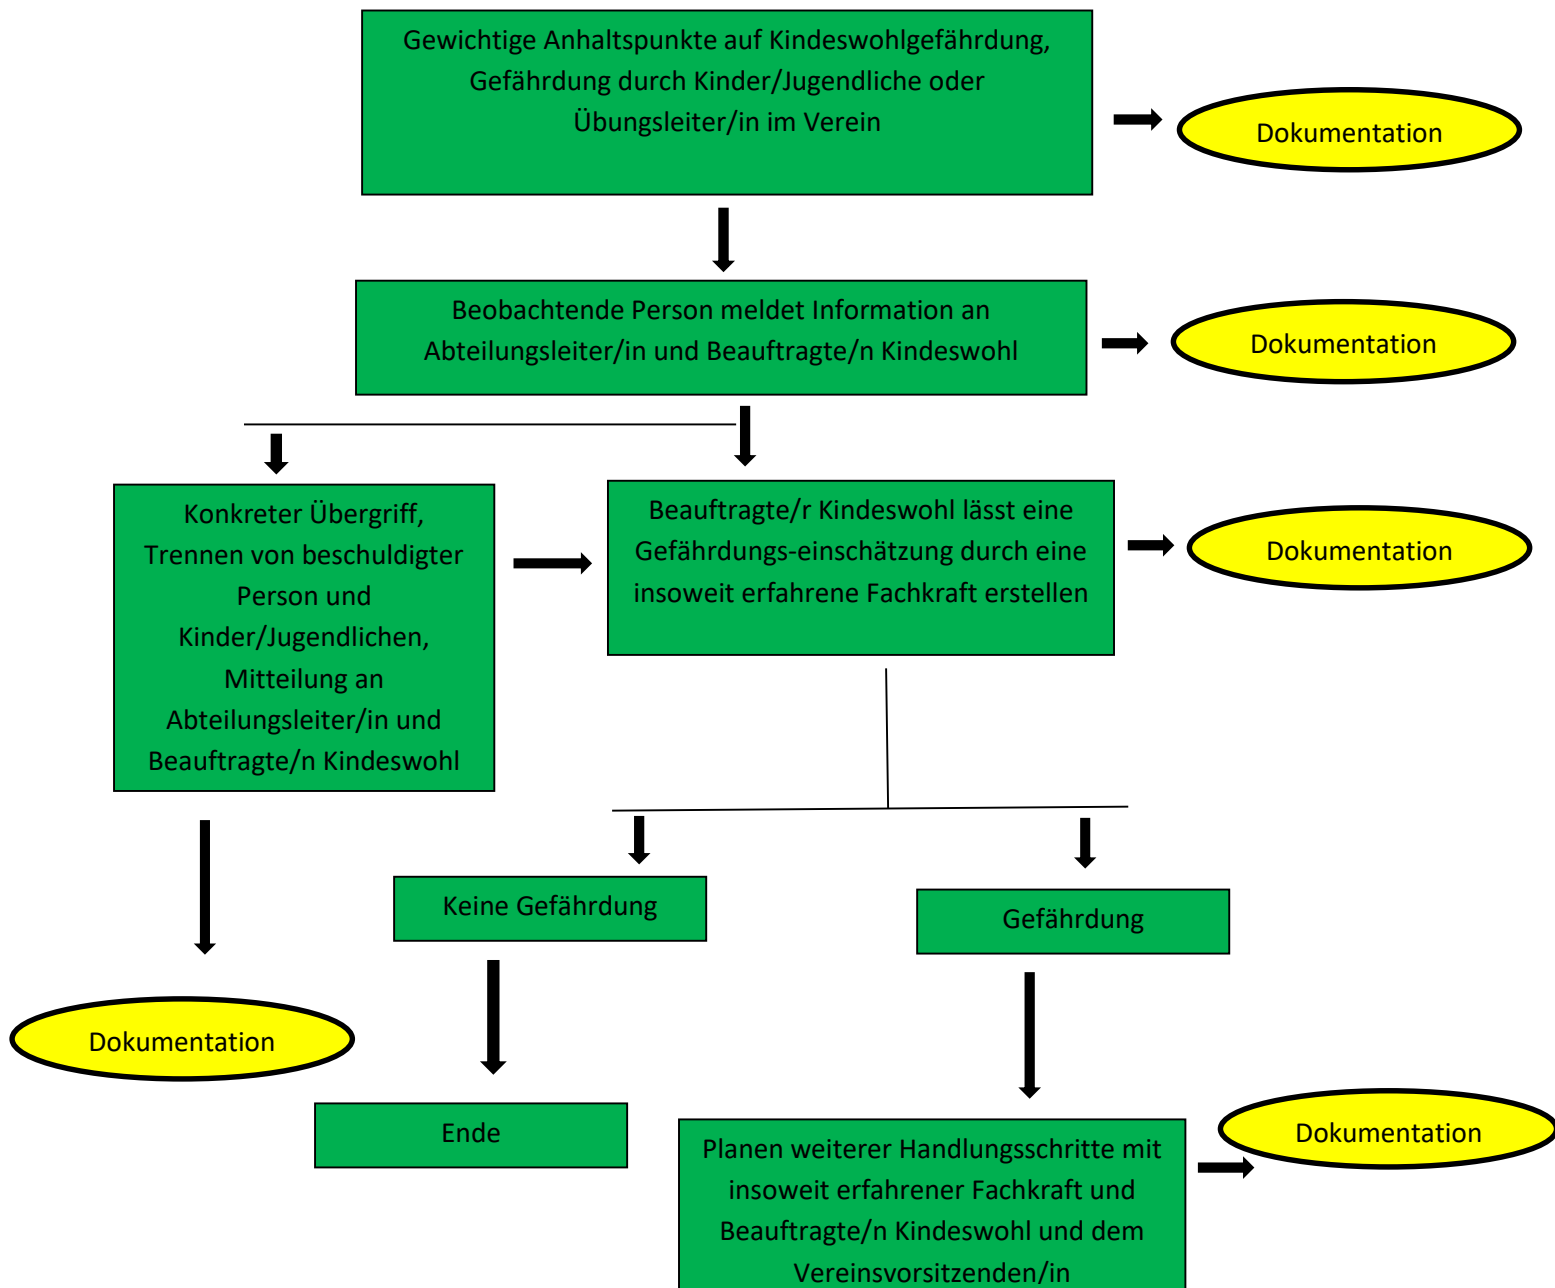 Gewichtige Anhaltspunkte auf Kindeswohlgefährdung,
Gefährdung durch Kinder/Jugendliche oder
Übungsleiter/in im Verein
Dokumentation
Beobachtende Person meldet Information an
Abteilungsleiter/in und Beauftragte/n Kindeswohl
Dokumentation
Konkreter Übergriff,
Trennen von beschuldigter
Person und
Kinder/Jugendlichen,
Mitteilung an
Abteilungsleiter/in und
Beauftragte/n Kindeswohl
Beauftragte/r Kindeswohl lässt eine
Gefährdungs-einschätzung durch eine
insoweit erfahrene Fachkraft erstellen
Dokumentation
Keine Gefährdung
Gefährdung
Dokumentation
Ende
Planen weiterer Handlungsschritte mit
insoweit erfahrener Fachkraft und
Beauftragte/n Kindeswohl und dem
Vereinsvorsitzenden/in
Dokumentation